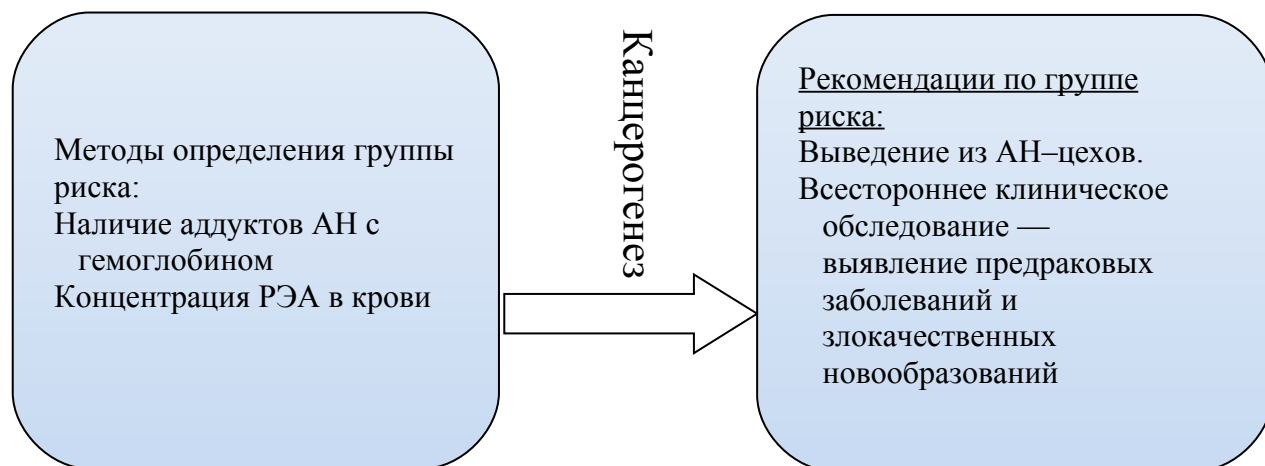 Методы определения группы
риска:
Наличие аддуктов АН с
гемоглобином
Концентрация РЭА в крови
Канцерогенез
Рекомендации по группе
риска:
Выведение из АН–цехов.
Всестороннее клиническое
обследование —
выявление предраковых
заболеваний и
злокачественных
новообразований